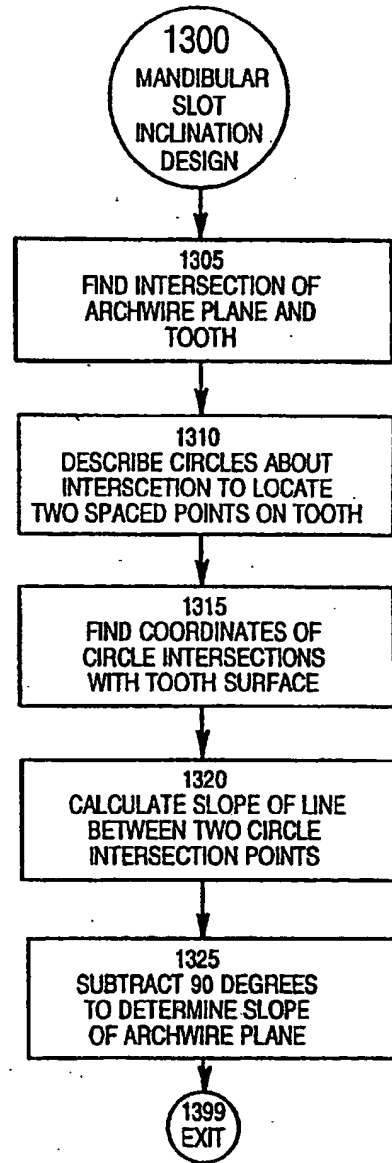 1300
MANDIBULAR
SLOT
INCLINATION
DESIGN
1305
FIND INTERSECTION OF
ARCHWIRE PLANE AND
TOOTH
1310
DESCRIBE CIRCLES ABOUT
INTERSCETION TO LOCATE
TWO SPACED POINTS ON TOOTH
1315
FIND COORDINATES OF
CIRCLE INTERSECTIONS
WITH TOOTH SURFACE
1320
CALCULATE SLOPE OF LINE
BETWEEN TWO CIRCLE
INTERSECTION POINTS
1325
SUBTRACT 90 DEGREES
TO DETERMINE SLOPE
OF ARCHWIRE PLANE
1399
EXIT